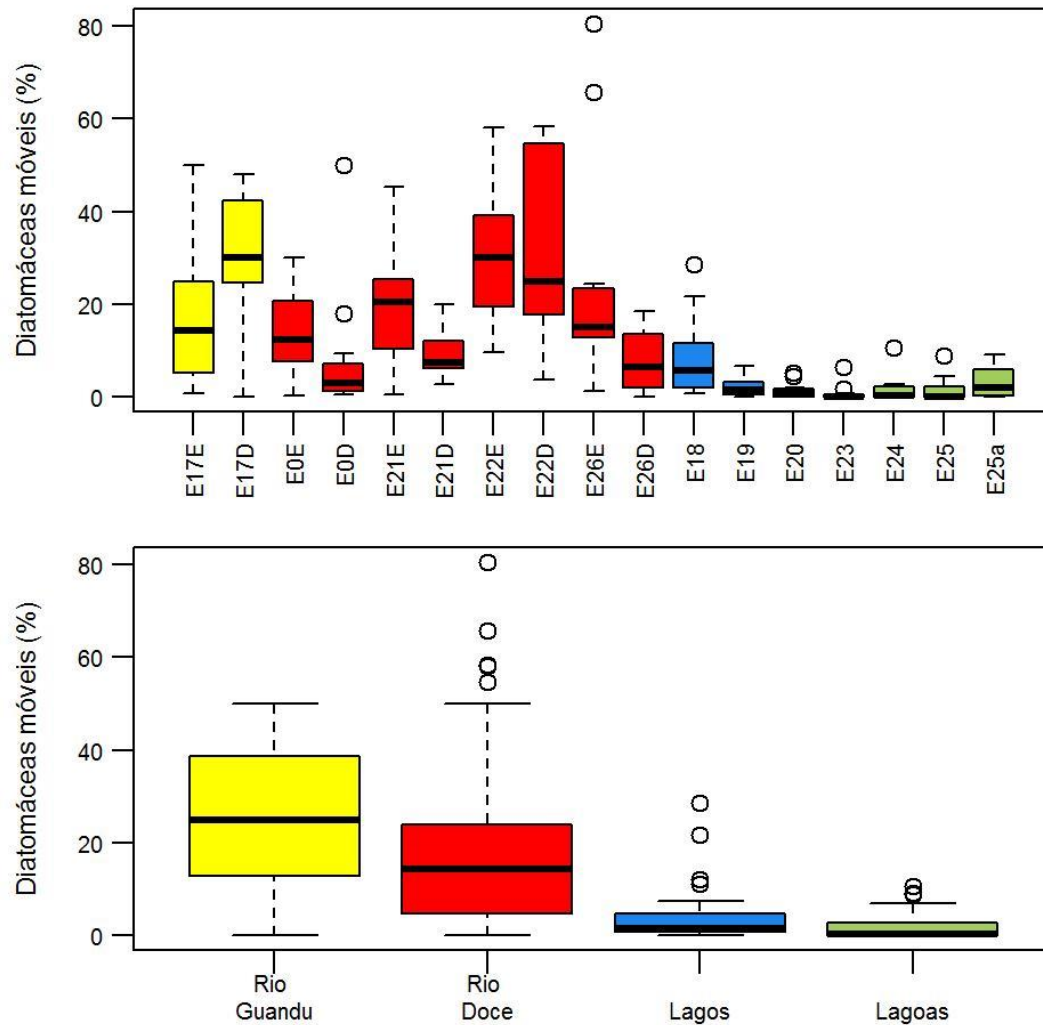 Diatomáceas móveis (%)
80
60
40
20
0
E17E
E17D
E0E
E0D
E21E
E21D
E22E
E22D
E26E
E26D
E18
E19
E20
E23
E24
E25
E25a
Diatomáceas móveis (%)
80
60
40
20
0
Rio
Guandu
Rio
Doce
Lagos
Lagoas